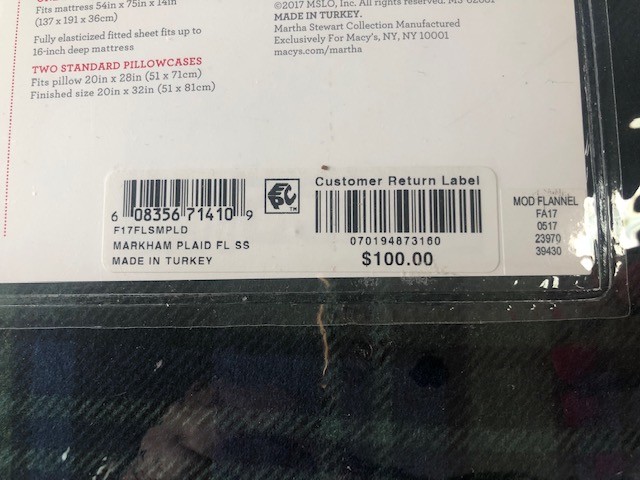 Fits mattress 54in x 75in x 14in
(137 x 191 x 36cm)
Fully elasticized fitted sheet fits up to
16-inch deep mattress
TWO STANDARD PILLOWCASES
Fits pillow 20in x 28in (51 x 71cm)
Finished size 20in x 32in (51 x 81cm)
©2017 MSLO, Inc. All rights reserved.
MADE IN TURKEY.
Martha Stewart Collection Manufactured
Exclusively For Macy's, NY, NY 10001
macys.com/martha
6 08356 71410 9
F17FLSMPLD
MARKHAM PLAID FL SS
MADE IN TURKEY
EPC
TM
Customer Return Label
070194873160
$100.00
MOD FLANNEL
FA17
0517
23970
39430